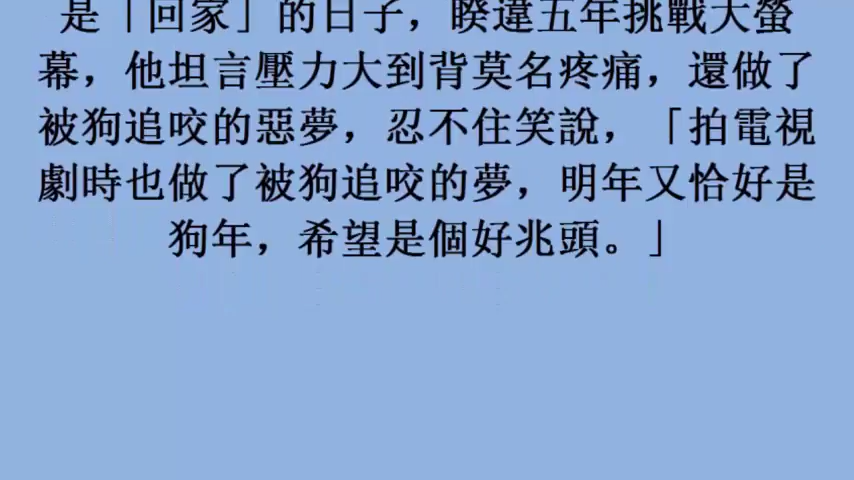 是「回家」的日子，睽違五年挑戰大螢
幕，他坦言壓力大到背莫名疼痛，還做了
被狗追咬的惡夢，忍不住笑說，「拍電視
劇時也做了被狗追咬的夢，明年又恰好是
狗年，希望是個好兆頭。」